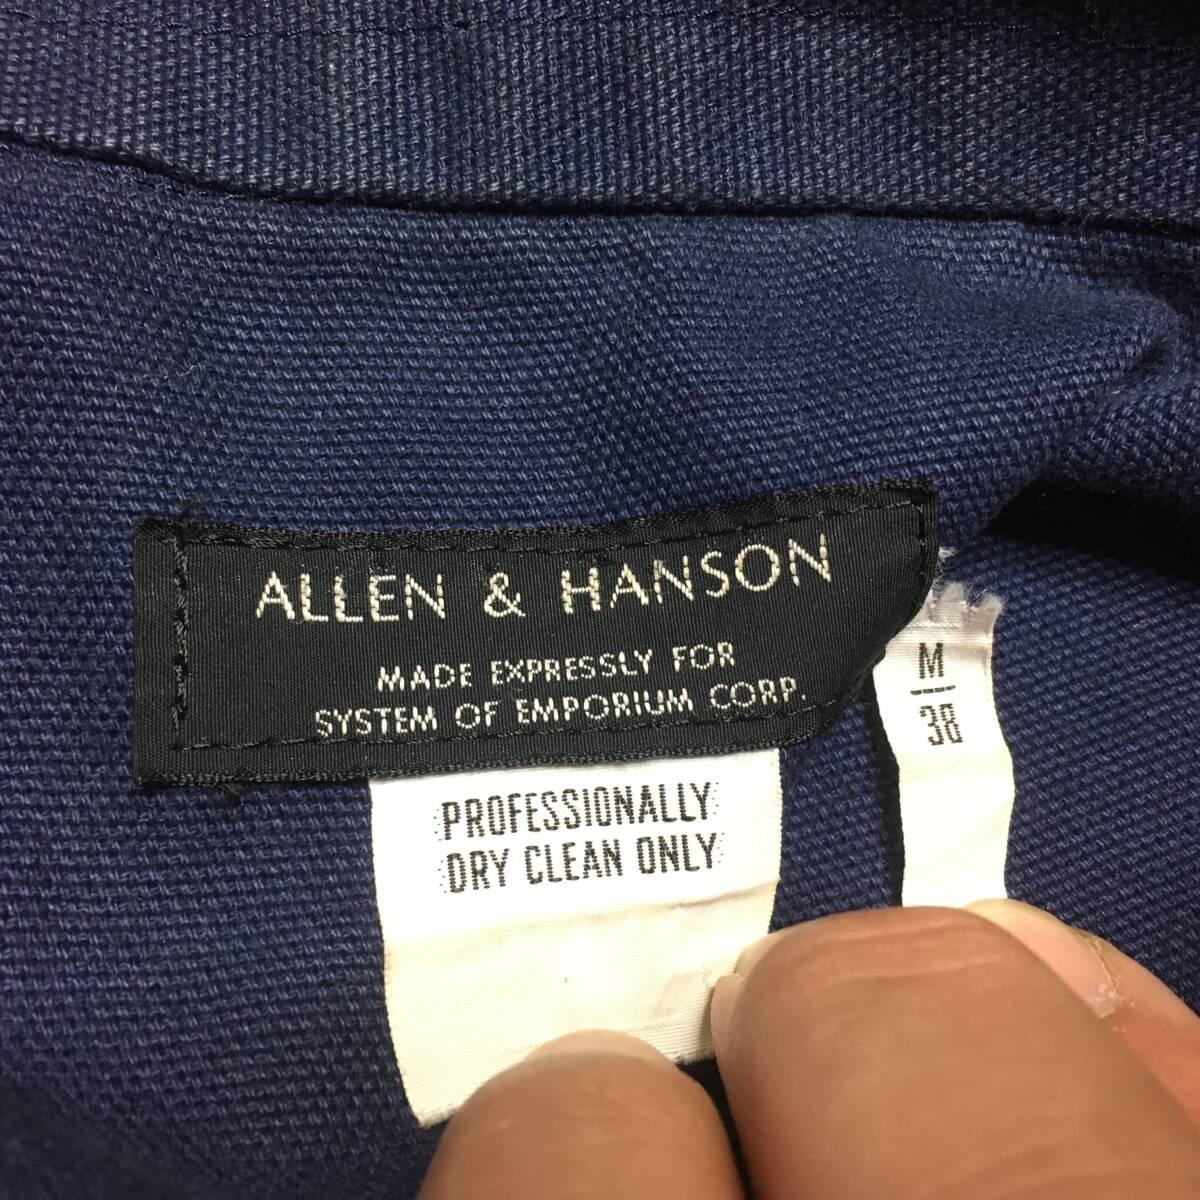 ALLEN & HANSON
MADE EXPRESSLY FOR
SYSTEM OF EMPORIUM CORP.
PROFESSIONALLY
DRY CLEAN ONLY
M
38